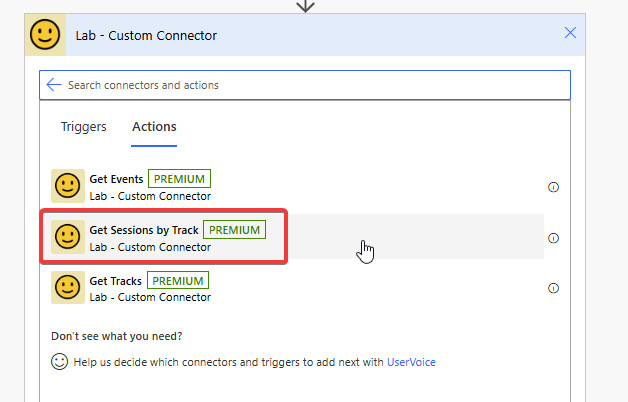 Lab - Custom Connector
Search connectors and actions
Triggers Actions
Get Events PREMIUM
Lab - Custom Connector
Get Sessions by Track PREMIUM
Lab - Custom Connector
Get Tracks PREMIUM
Lab - Custom Connector
Don't see what you need?
Help us decide which connectors and triggers to add next with UserVoice